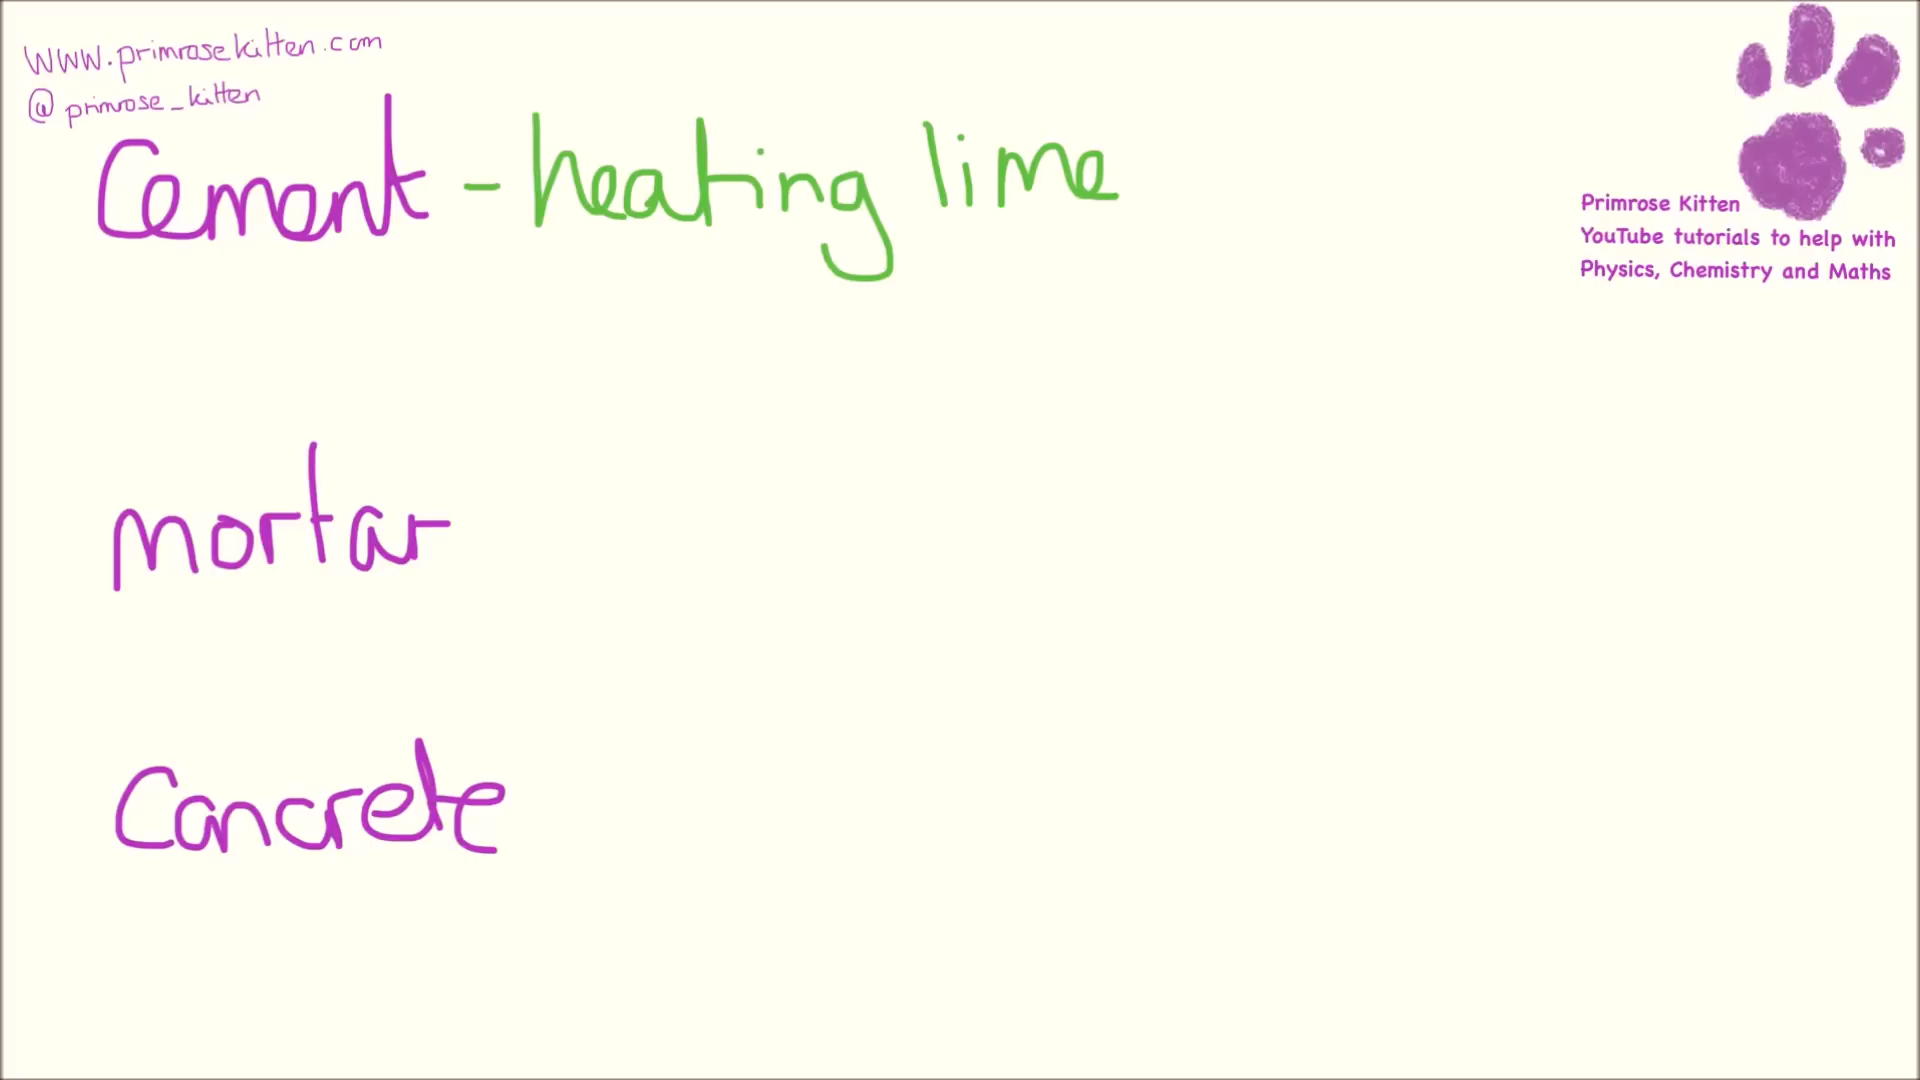 www.primrosekitten.com
@primrose_kitten
Cement - heating lime
Primrose Kitten
YouTube tutorials to help with
Physics, Chemistry and Maths
mortar
Concrete